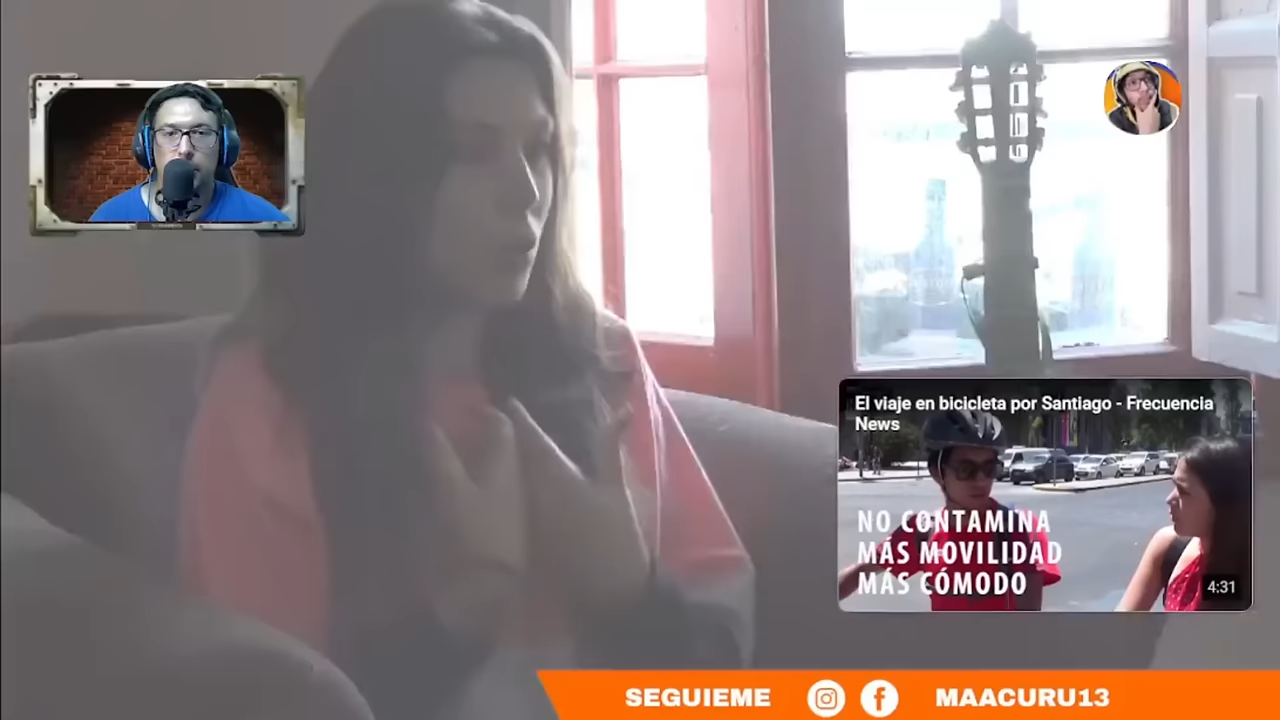 El viaje en bicicleta por Santiago - Frecuencia
News
NO CONTAMINA
MÁS MOVILIDAD
MÁS CÓMODO
4:31
SEGUIEME MAACURU13